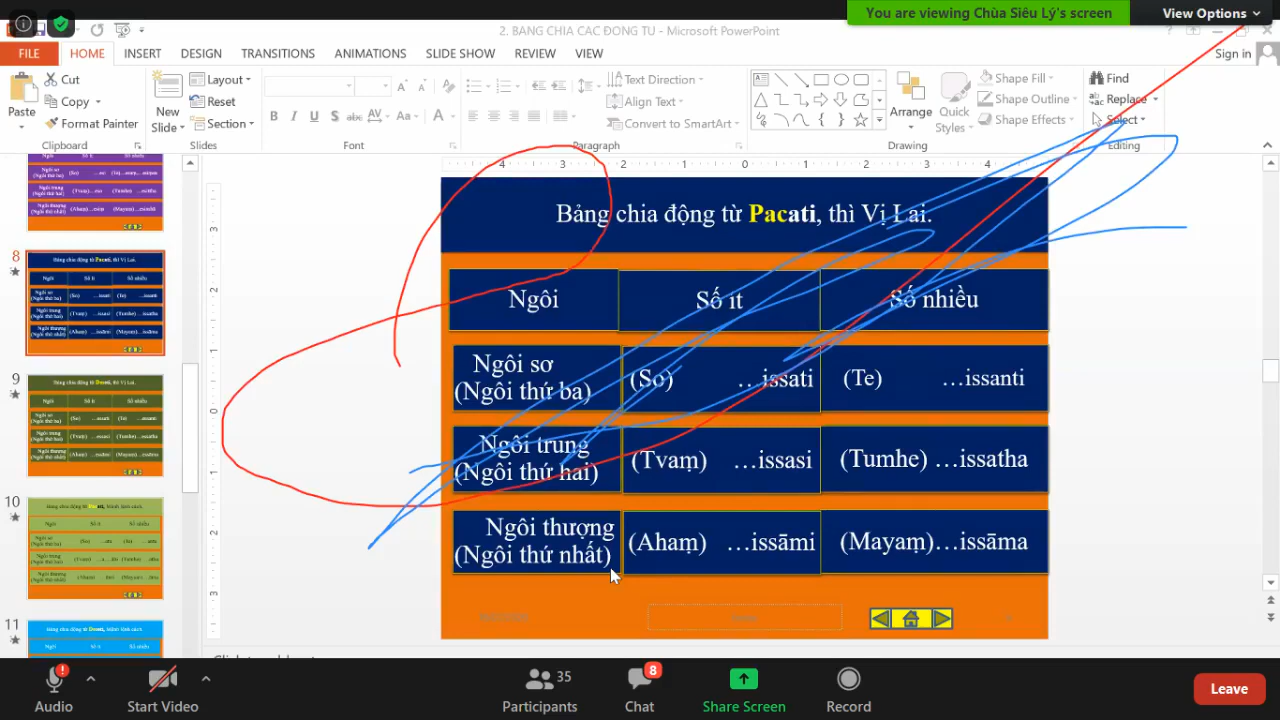 You are viewing Chùa Siêu Lý's screen
View Options
2. BANG CHIA CAC ĐONG TU - Microsoft PowerPoint
FILE HOME INSERT DESIGN TRANSITIONS ANIMATIONS SLIDE SHOW REVIEW VIEW
Sign in
Paste
Cut
Copy
Format Painter
Clipboard
New Slide
Layout
Reset
Section
Slides
Font
Text Direction
Align Text
Convert to SmartArt
Paragraph
Arrange
Quick Styles
Shape Fill
Shape Outline
Shape Effects
Drawing
Find
Replace
Select
Editing
8
9
10
11
Bảng chia động từ Pacati, thì Vị Lai.
Ngôi Số ít Số nhiều
Ngôi sơ
(Ngôi thứ ba) (So) …issati (Te) …issanti
Ngôi trung
(Ngôi thứ hai) (Tvaṃ) …issasi (Tumhe) …issatha
Ngôi thượng
(Ngôi thứ nhất) (Ahaṃ) …issāmi (Mayaṃ)…issāma
Audio
Start Video
Participants 35
Chat 8
Share Screen
Record
Leave